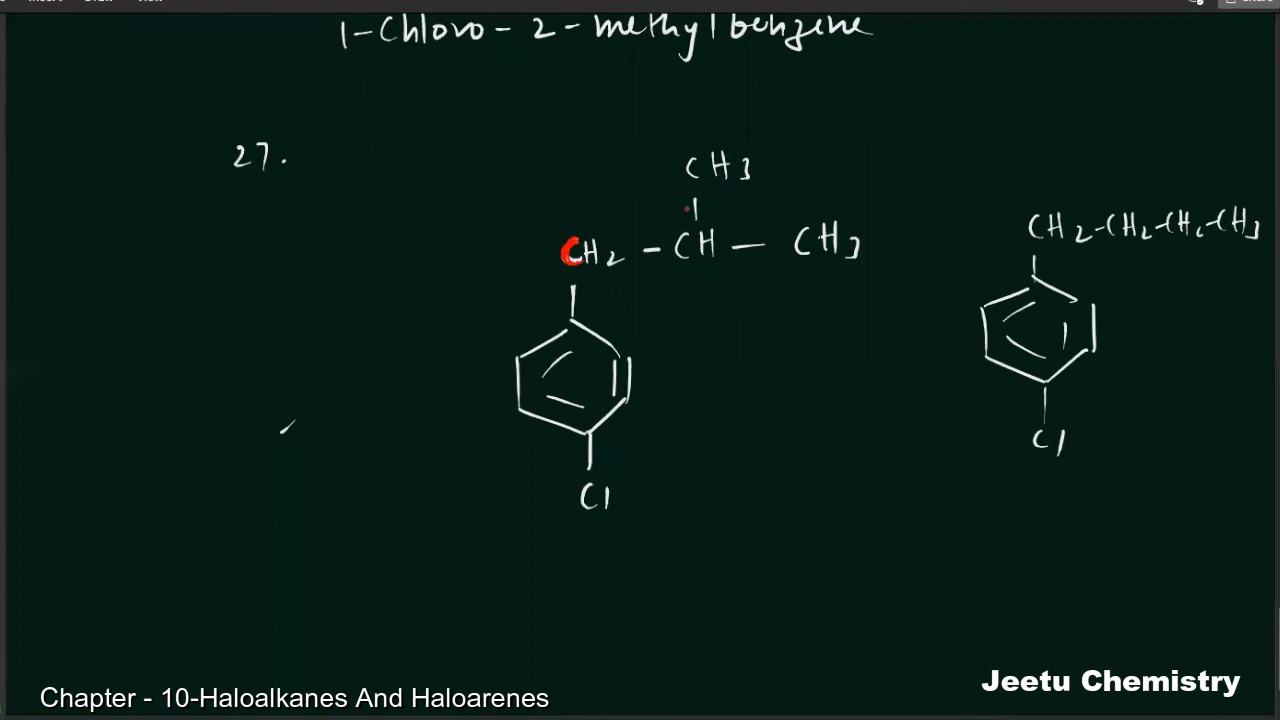 1-Chloro-2-methylbenzene
27.
CH3
CH2-CH-CH3
CH2-CH2-CH2-CH3
Cl
Cl
Jeetu Chemistry
Chapter - 10-Haloalkanes And Haloarenes